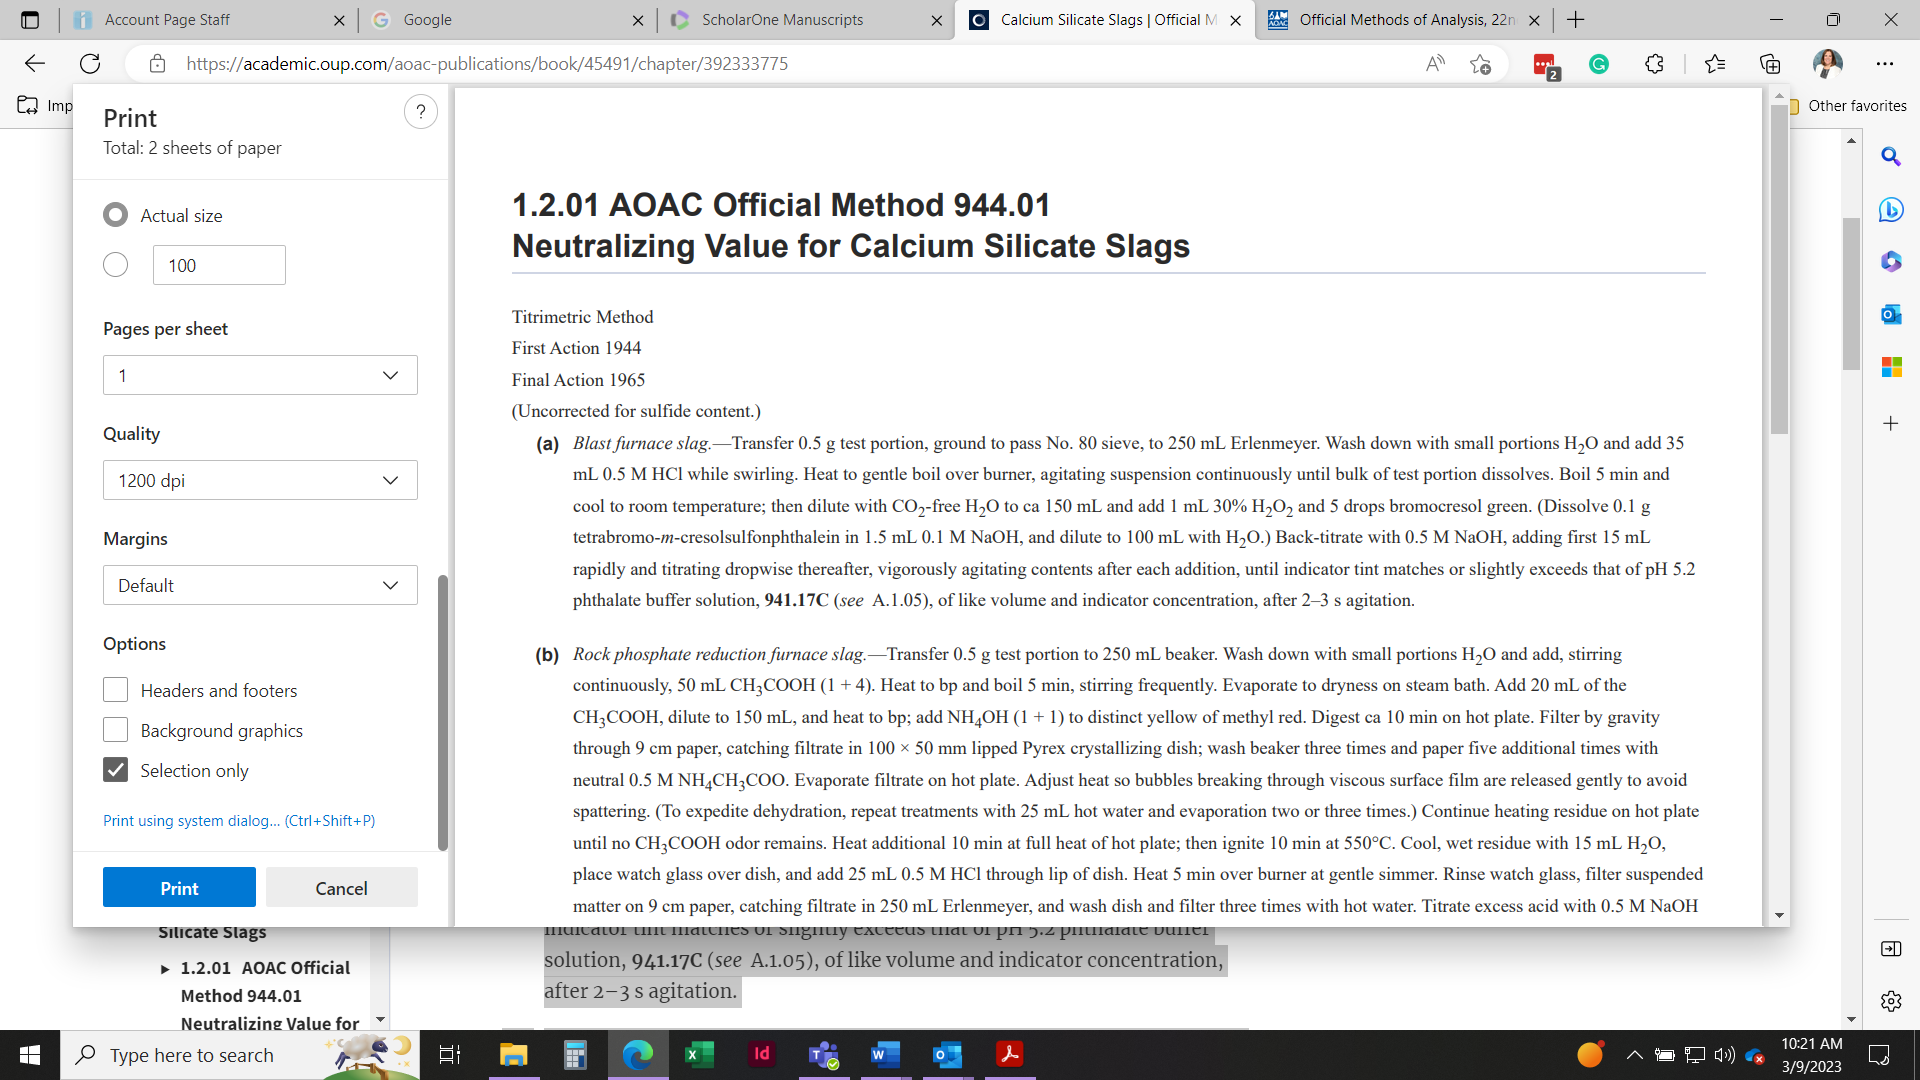 Account Page Staff
Google
ScholarOne Manuscripts
Calcium Silicate Slags | Official M
Official Methods of Analysis, 22n
https://academic.oup.com/aoac-publications/book/45491/chapter/392333775
2
Imp
Other favorites
Print
?
Total: 2 sheets of paper
Actual size
100
Pages per sheet
1
Quality
1200 dpi
Margins
Default
Options
Headers and footers
Background graphics
Selection only
Print using system dialog... (Ctrl+Shift+P)
Print
Cancel
1.2.01 AOAC Official Method 944.01
Neutralizing Value for Calcium Silicate Slags
Titrimetric Method
First Action 1944
Final Action 1965
(Uncorrected for sulfide content.)
(a) Blast furnace slag.—Transfer 0.5 g test portion, ground to pass No. 80 sieve, to 250 mL Erlenmeyer. Wash down with small portions H₂O and add 35
mL 0.5 M HCl while swirling. Heat to gentle boil over burner, agitating suspension continuously until bulk of test portion dissolves. Boil 5 min and
cool to room temperature; then dilute with CO₂-free H₂O to ca 150 mL and add 1 mL 30% H₂O₂ and 5 drops bromocresol green. (Dissolve 0.1 g
tetrabromo-m-cresolsulfonphthalein in 1.5 mL 0.1 M NaOH, and dilute to 100 mL with H₂O.) Back-titrate with 0.5 M NaOH, adding first 15 mL
rapidly and titrating dropwise thereafter, vigorously agitating contents after each addition, until indicator tint matches or slightly exceeds that of pH 5.2
phthalate buffer solution, 941.17C (see A.1.05), of like volume and indicator concentration, after 2–3 s agitation.
(b) Rock phosphate reduction furnace slag.—Transfer 0.5 g test portion to 250 mL beaker. Wash down with small portions H₂O and add, stirring
continuously, 50 mL CH₃COOH (1 + 4). Heat to bp and boil 5 min, stirring frequently. Evaporate to dryness on steam bath. Add 20 mL of the
CH₃COOH, dilute to 150 mL, and heat to bp; add NH₄OH (1 + 1) to distinct yellow of methyl red. Digest ca 10 min on hot plate. Filter by gravity
through 9 cm paper, catching filtrate in 100 × 50 mm lipped Pyrex crystallizing dish; wash beaker three times and paper five additional times with
neutral 0.5 M NH₄CH₃COO. Evaporate filtrate on hot plate. Adjust heat so bubbles breaking through viscous surface film are released gently to avoid
spattering. (To expedite dehydration, repeat treatments with 25 mL hot water and evaporation two or three times.) Continue heating residue on hot plate
until no CH₃COOH odor remains. Heat additional 10 min at full heat of hot plate; then ignite 10 min at 550°C. Cool, wet residue with 15 mL H₂O,
place watch glass over dish, and add 25 mL 0.5 M HCl through lip of dish. Heat 5 min over burner at gentle simmer. Rinse watch glass, filter suspended
matter on 9 cm paper, catching filtrate in 250 mL Erlenmeyer, and wash dish and filter three times with hot water. Titrate excess acid with 0.5 M NaOH
Silicate Slags
1.2.01 AOAC Official
Method 944.01
Neutralizing Value for
indicator tint matches or slightly exceeds that of pH 5.2 phthalate buffer
solution, 941.17C (see A.1.05), of like volume and indicator concentration,
after 2–3 s agitation.
Type here to search
10:21 AM
3/9/2023